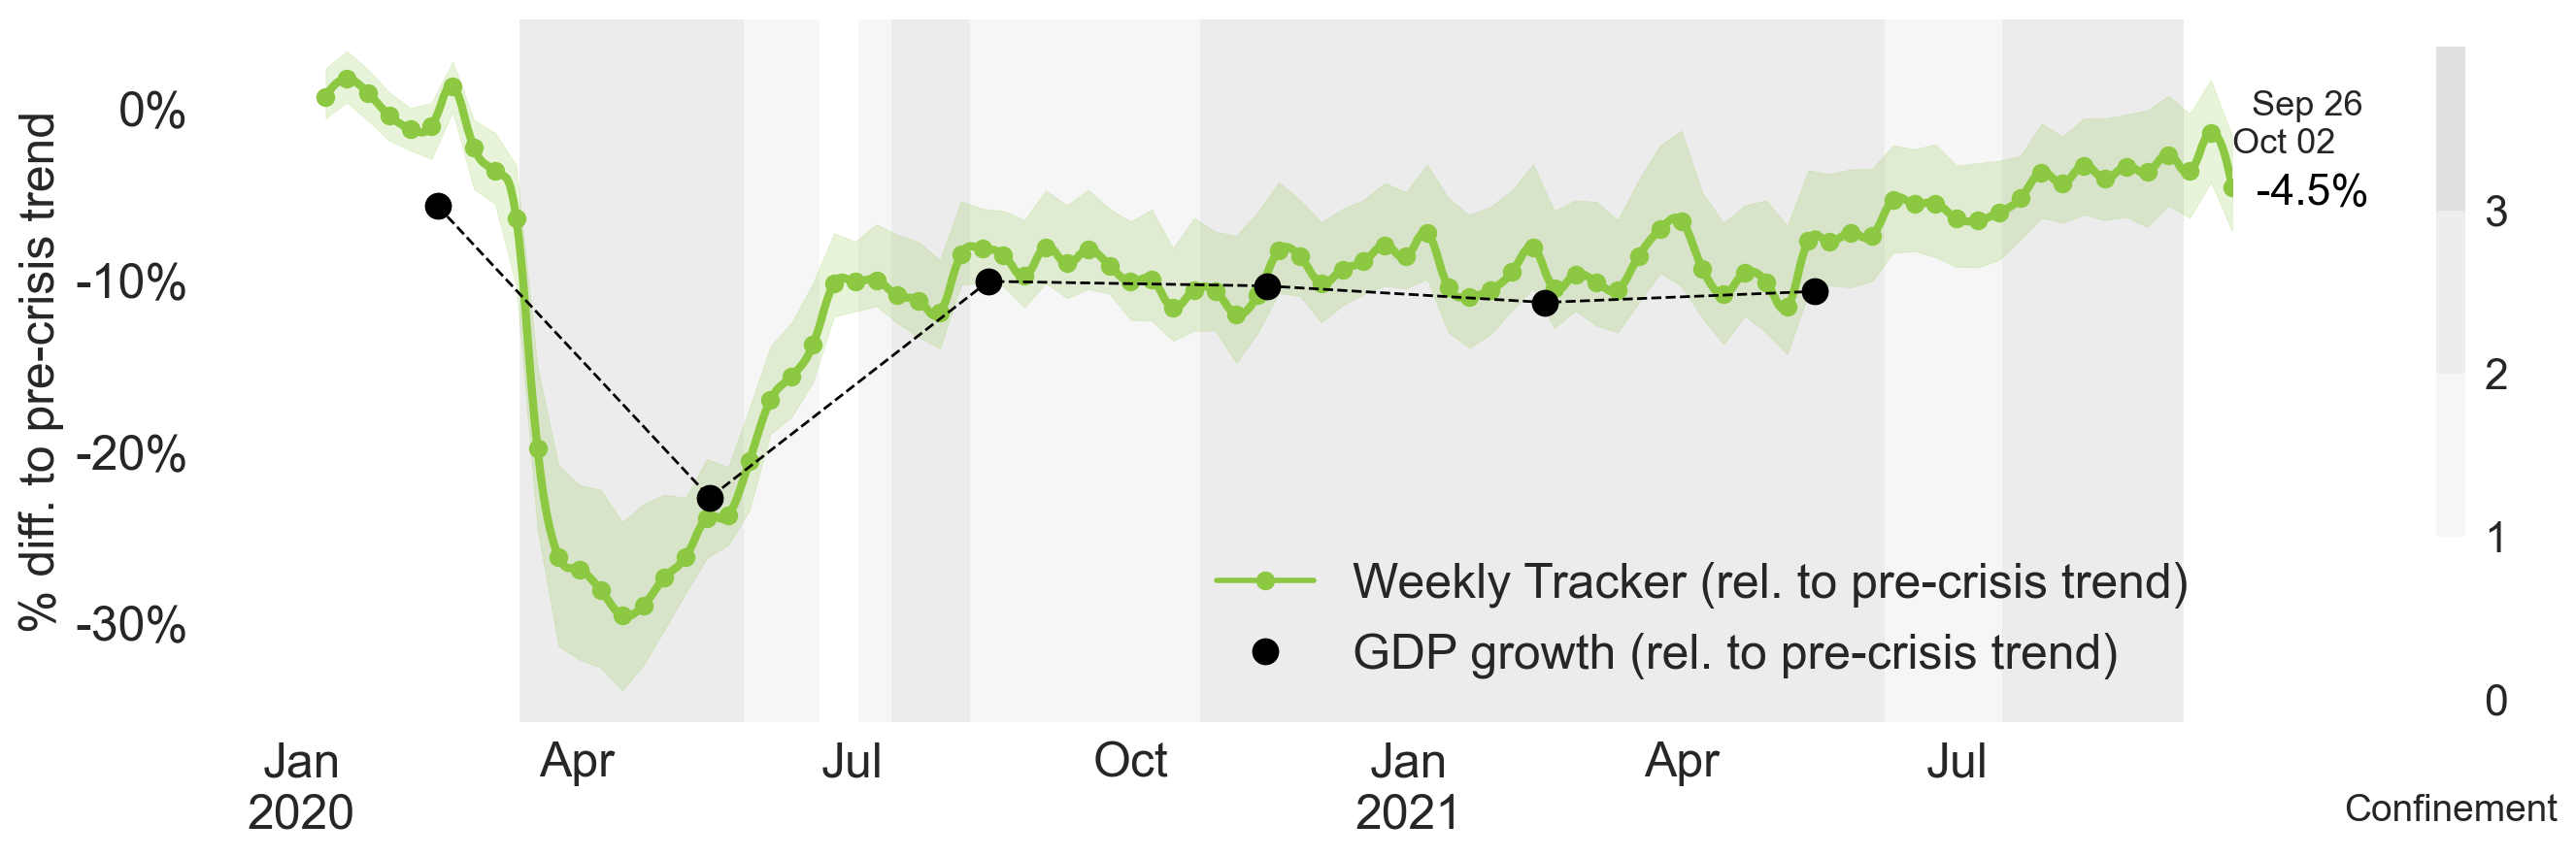 % diff. to pre-crisis trend
0%
-10%
-20%
-30%
Sep 26
Oct 02
-4.5%
3
2
1
0
Weekly Tracker (rel. to pre-crisis trend)
GDP growth (rel. to pre-crisis trend)
Jan
2020
Apr
Jul
Oct
Jan
2021
Apr
Jul
Confinement